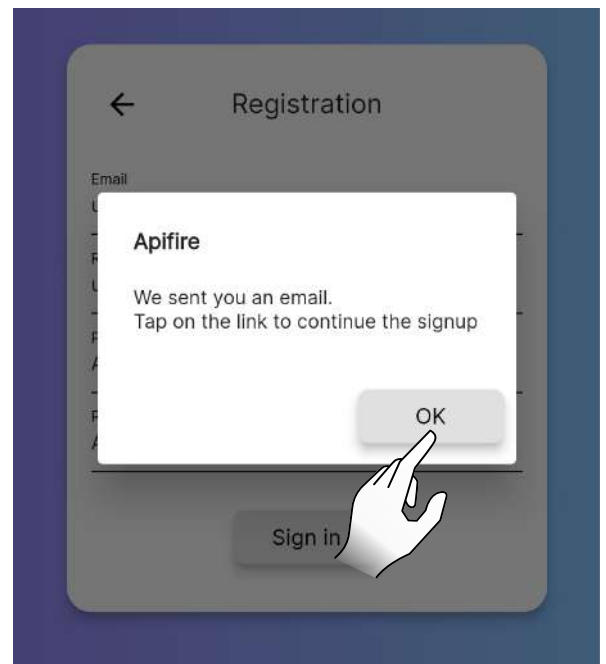 Registration
Email
Apifire
We sent you an email.
Tap on the link to continue the signup
OK
Sign in